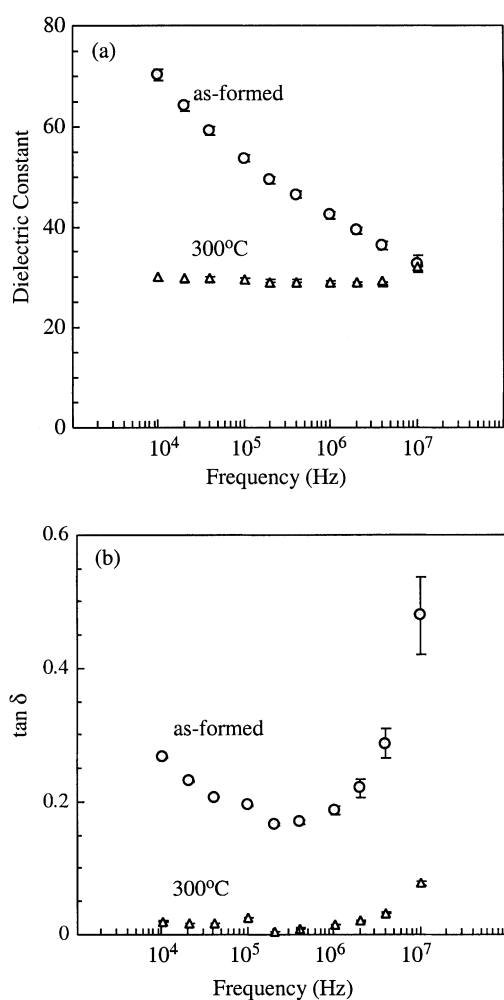 80
(a)
as-formed
60
Dielectric Constant
40
300°C
20
0
10⁴
10⁵
10⁶
10⁷
Frequency (Hz)
0.6
(b)
0.4
tan δ
as-formed
0.2
300°C
0
10⁴
10⁵
10⁶
10⁷
Frequency (Hz)